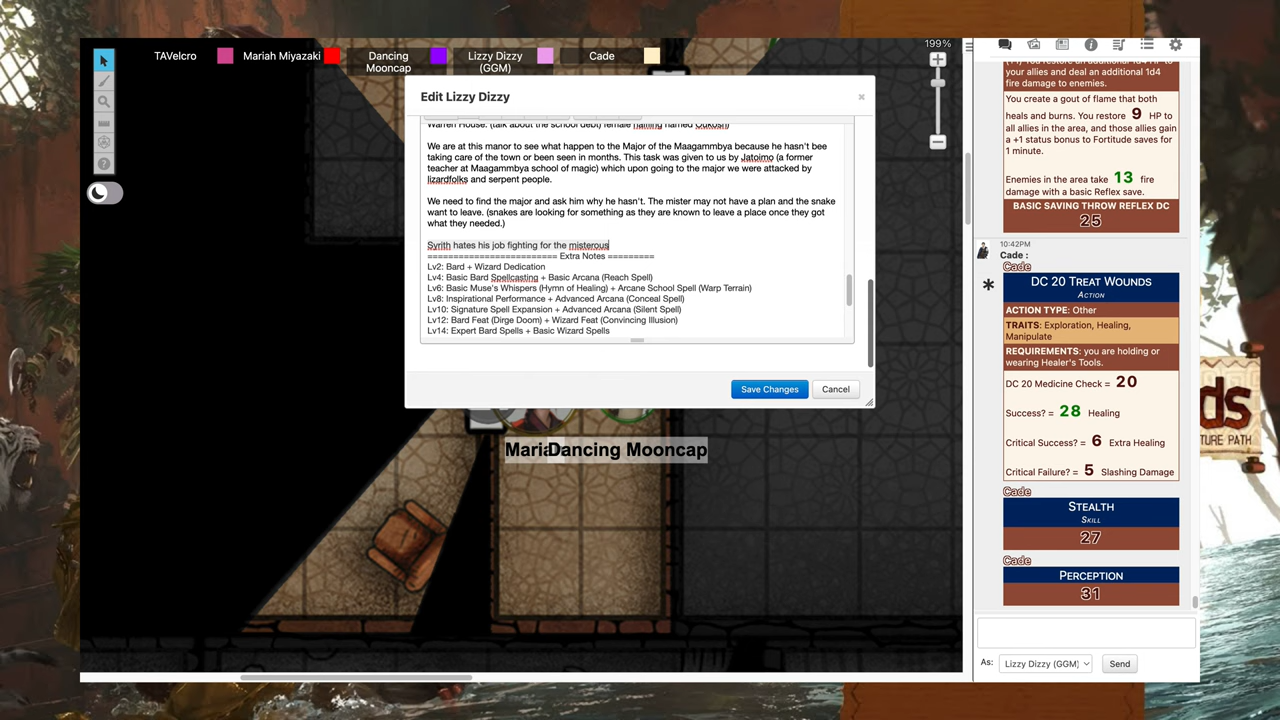 TAVelcro
Mariah Miyazaki
Dancing
Mooncap
Lizzy Dizzy
(GGM)
Cade
199%
Edit Lizzy Dizzy
×
Warren House. (talk about the school debt) female halfling named
We are at this manor to see what happen to the Major of the Maagammbya because he hasn't bee
taking care of the town or been seen in months. This task was given to us by Jatoimo (a former
teacher at Maagammbya school of magic) which upon going to the major we were attacked by
lizardfolks and serpent people.
We need to find the major and ask him why he hasn't. The mister may not have a plan and the snake
want to leave. (snakes are looking for something as they are known to leave a place once they got
what they needed.)
Syrith hates his job fighting for the misterous
========================= Extra Notes =========
Lv2: Bard + Wizard Dedication
Lv4: Basic Bard Spellcasting + Basic Arcana (Reach Spell)
Lv6: Basic Muse's Whispers (Hymn of Healing) + Arcane School Spell (Warp Terrain)
Lv8: Inspirational Performance + Advanced Arcana (Conceal Spell)
Lv10: Signature Spell Expansion + Advanced Arcana (Silent Spell)
Lv12: Bard Feat (Dirge Doom) + Wizard Feat (Convincing Illusion)
Lv14: Expert Bard Spells + Basic Wizard Spells
Save Changes
Cancel
Maria
Dancing Mooncap
your allies and deal an additional 1d4
fire damage to enemies.
You create a gout of flame that both
heals and burns. You restore 9 HP
to all allies in the area, and those allies gain
a +1 status bonus to Fortitude saves for
1 minute.
Enemies in the area take 13 fire
damage with a basic Reflex save.
BASIC SAVING THROW REFLEX DC
25
10:42PM
Cade :
Cade
DC 20 TREAT WOUNDS
ACTION
ACTION TYPE: Other
TRAITS: Exploration, Healing,
Manipulate
REQUIREMENTS: you are holding or
wearing Healer's Tools.
DC 20 Medicine Check = 20
Success? = 28 Healing
Critical Success? = 6 Extra Healing
Critical Failure? = 5 Slashing Damage
Cade
STEALTH
SKILL
27
Cade
PERCEPTION
31
As:
Lizzy Dizzy (GGM)
Send
ds
TURE PATH